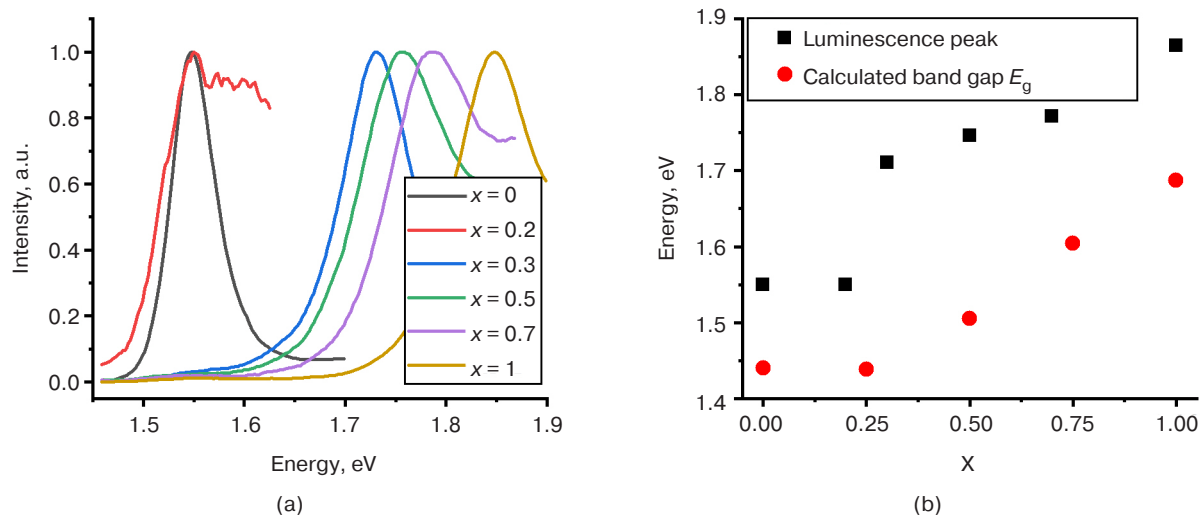 1.0
0.8
0.6
0.4
0.2
0.0
Intensity, a.u.
x = 0
x = 0.2
x = 0.3
x = 0.5
x = 0.7
x = 1
1.5 1.6 1.7 1.8 1.9
Energy, eV
(a)
1.9
1.8
1.7
1.6
1.5
1.4
Energy, eV
Luminescence peak
Calculated band gap Eg
0.00 0.25 0.50 0.75 1.00
X
(b)